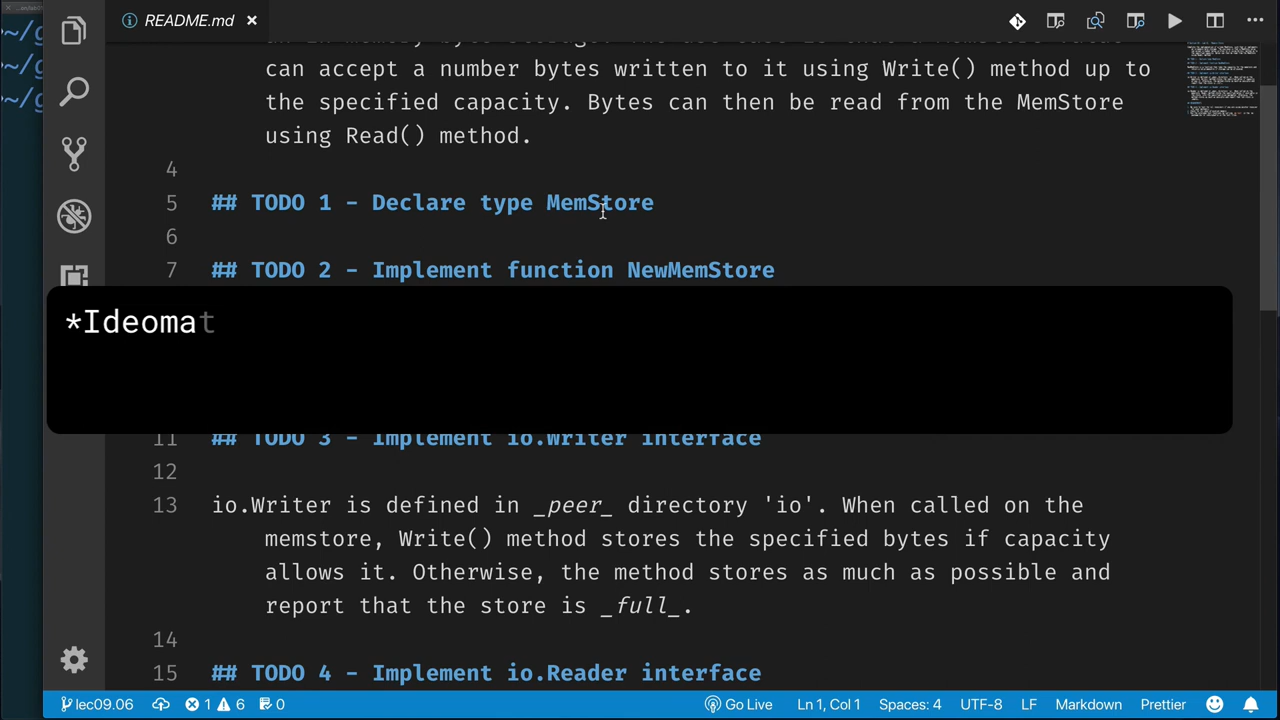 README.md
can accept a number bytes written to it using Write() method up to
the specified capacity. Bytes can then be read from the MemStore
using Read() method.
4
5 ## TODO 1 - Declare type MemStore
6
7 ## TODO 2 - Implement function NewMemStore
*Ideomat
11 ## TODO 3 - Implement io.Writer interface
12
13 io.Writer is defined in _peer_ directory 'io'. When called on the
memstore, Write() method stores the specified bytes if capacity
allows it. Otherwise, the method stores as much as possible and
report that the store is _full_.
14
15 ## TODO 4 - Implement io.Reader interface
lec09.06 1 6 0 Go Live Ln 1, Col 1 Spaces: 4 UTF-8 LF Markdown Prettier